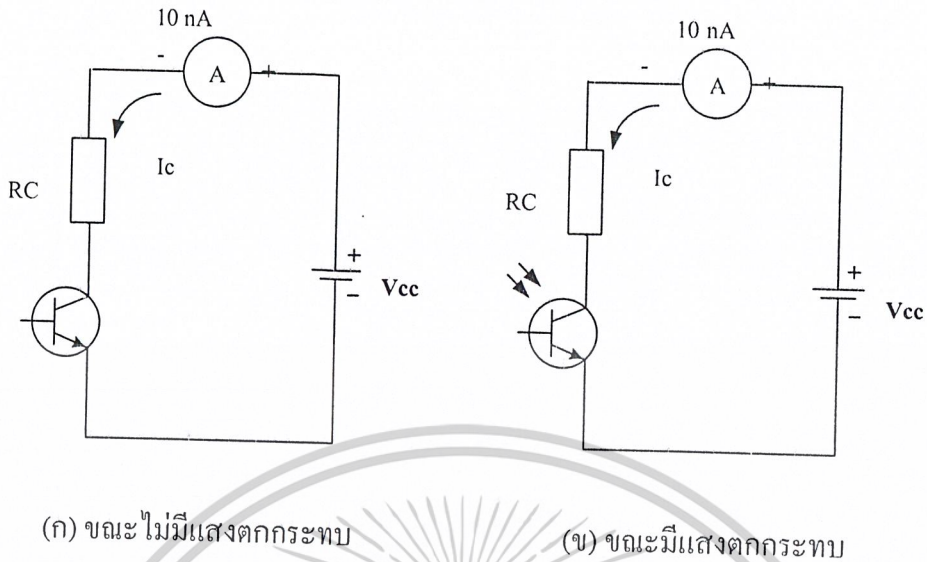 10 nA
10 nA
- A +
- A +
Ic
Ic
RC
RC
+
Vcc
-
+
Vcc
-
(ก) ขณะไม่มีแสงตกกระทบ
(ข) ขณะมีแสงตกกระทบ